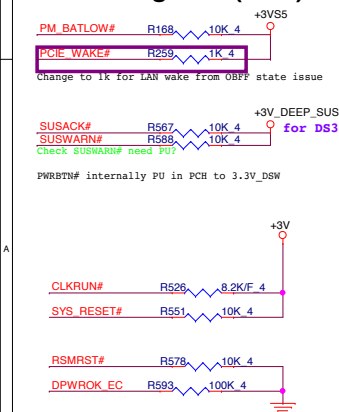 +3VS5
PM_BATLOW# R168 10K_4
PCIE_WAKE# R259 1K_4
Change to 1k for LAN wake from OBFF state issue
+3V_DEEP_SUS
SUSACK# R567 10K_4 for DS3
SUSWARN# R588 10K_4
Check SUSWARN# need PU?
PWRBTN# internally PU in PCH to 3.3V_DSW
+3V
A
CLKRUN# R526 8.2K/F_4
SYS_RESET# R551 10K_4
RSMRST# R578 10K_4
DPWROK_EC R593 100K_4